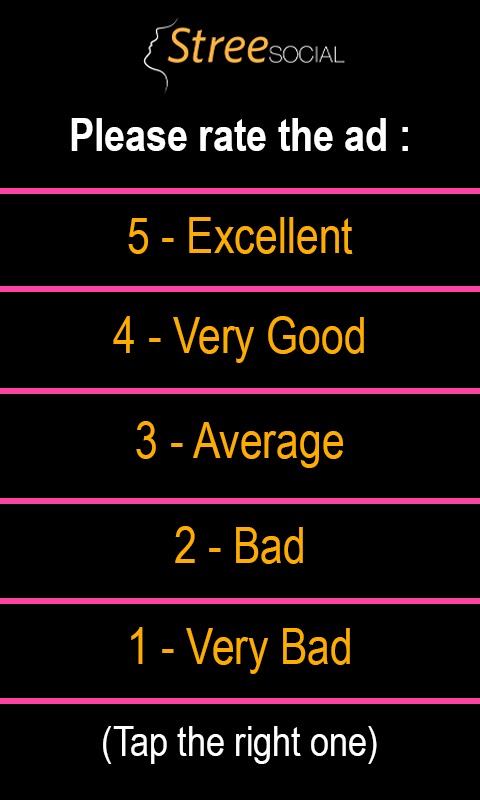 StreeSOCIAL
Please rate the ad :
5 - Excellent
4 - Very Good
3 - Average
2 - Bad
1 - Very Bad
(Tap the right one)